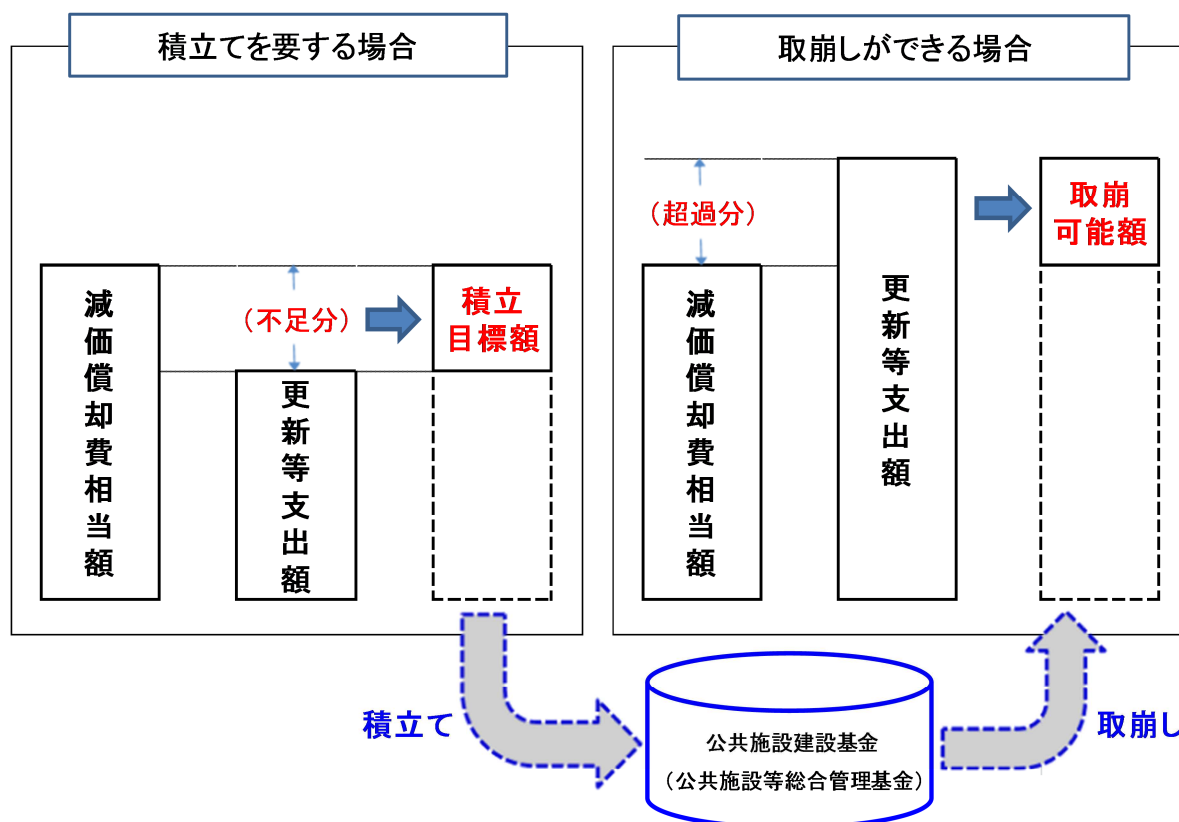 積立てを要する場合
減価償却費相当額
（不足分）
更新等支出額
積立
目標額
取崩しができる場合
（超過分）
減価償却費相当額
更新等支出額
取崩
可能額
積立て
公共施設建設基金
（公共施設等総合管理基金）
取崩し